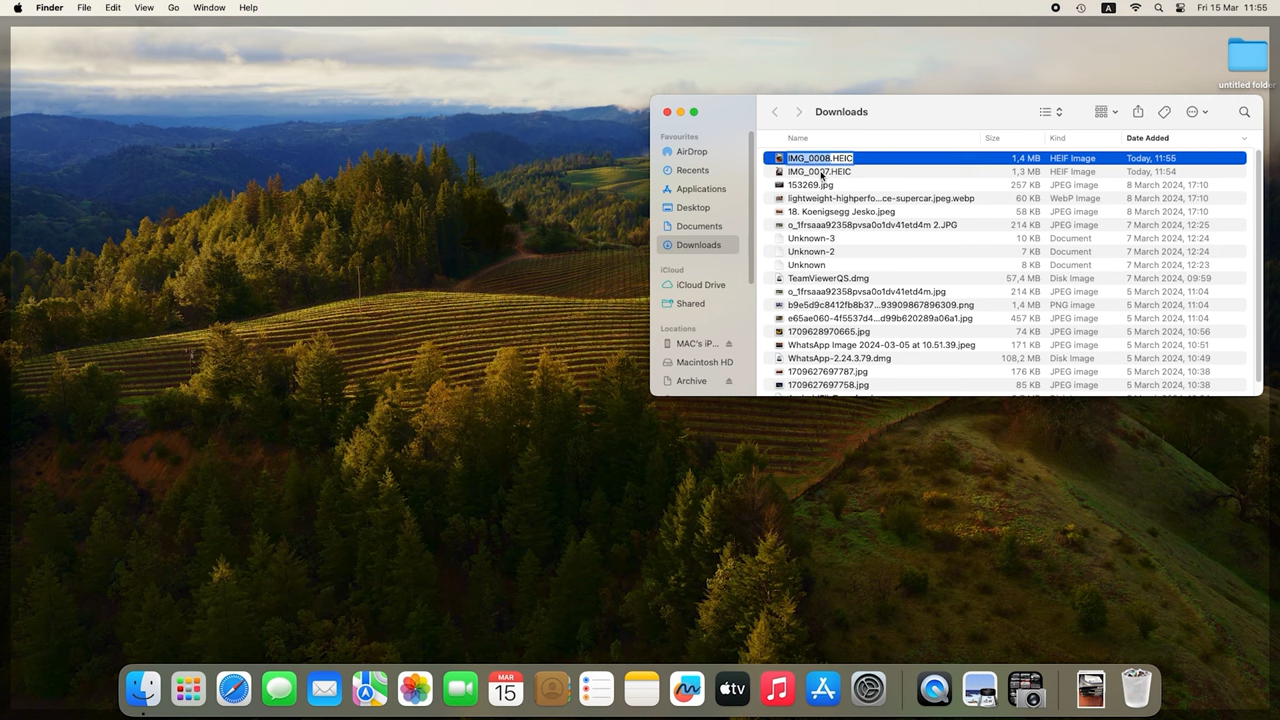 Finder File Edit View Go Window Help A Fri 15 Mar 11:55
untitled folder
Downloads
Name Size Kind Date Added
Favourites
AirDrop
Recents
Applications
Desktop
Documents
Downloads
iCloud
iCloud Drive
Shared
Locations
MAC's iP...
Macintosh HD
Archive
IMG_0008.HEIC 1,4 MB HEIF Image Today, 11:55
IMG_0007.HEIC 1,3 MB HEIF Image Today, 11:54
153269.jpg 257 KB JPEG image 8 March 2024, 17:10
lightweight-highperfo...ce-supercar.jpeg.webp 60 KB WebP Image 8 March 2024, 17:10
18. Koenigsegg Jesko.jpeg 58 KB JPEG image 8 March 2024, 17:10
o_1frsaaa92358pvsa0o1dv41etd4m 2.JPG 214 KB JPEG image 7 March 2024, 12:25
Unknown-3 10 KB Document 7 March 2024, 12:24
Unknown-2 7 KB Document 7 March 2024, 12:24
Unknown 8 KB Document 7 March 2024, 12:23
TeamViewerQS.dmg 57,4 MB Disk Image 7 March 2024, 09:59
o_1frsaaa92358pvsa0o1dv41etd4m.jpg 214 KB JPEG image 5 March 2024, 11:04
b9e5d9c8412fb8b37...93909867896309.png 1,4 MB PNG image 5 March 2024, 11:04
e65ae060-4f5537d4...d99b620289a06a1.jpg 457 KB JPEG image 5 March 2024, 11:04
1709628970665.jpg 74 KB JPEG image 5 March 2024, 10:56
WhatsApp Image 2024-03-05 at 10.51.39.jpeg 171 KB JPEG image 5 March 2024, 10:51
WhatsApp-2.24.3.79.dmg 108,2 MB Disk Image 5 March 2024, 10:49
1709627697787.jpg 176 KB JPEG image 5 March 2024, 10:38
1709627697758.jpg 85 KB JPEG image 5 March 2024, 10:38
MAR
15
tv